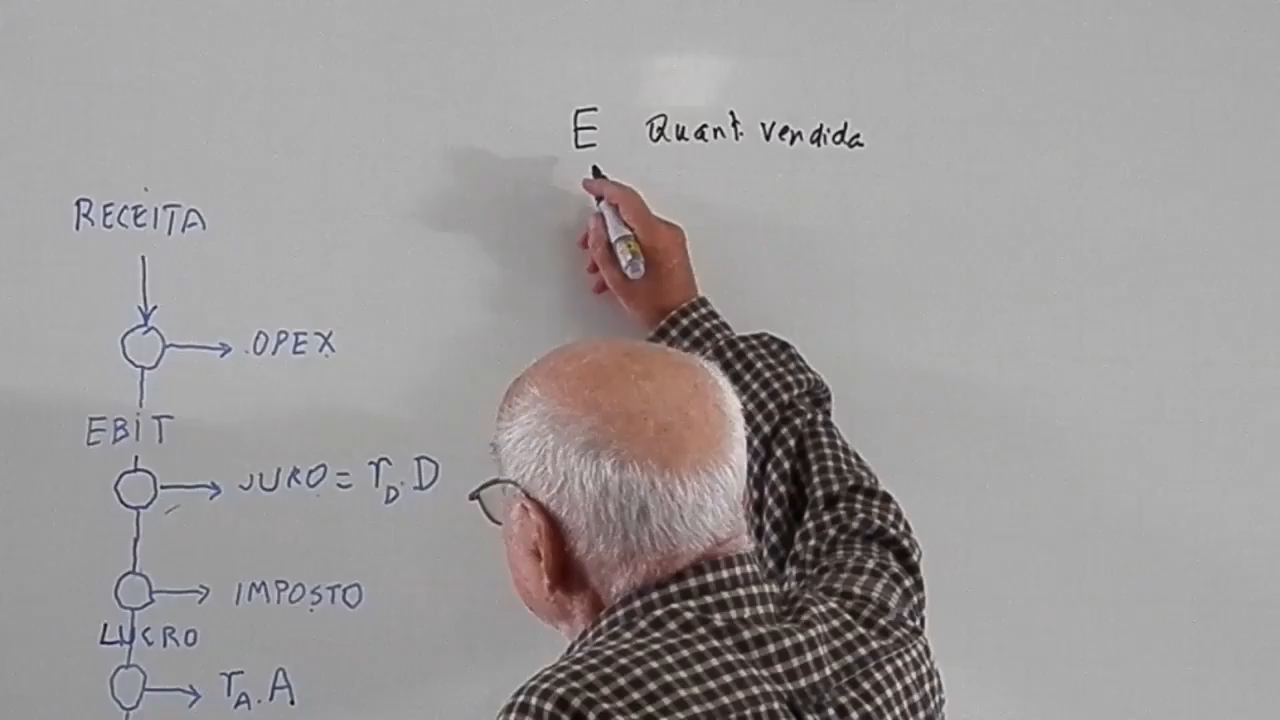 E Quant. vendida
RECEITA
OPEX
EBIT
JURO = r_D.D
IMPOSTO
LUCRO
r_A.A